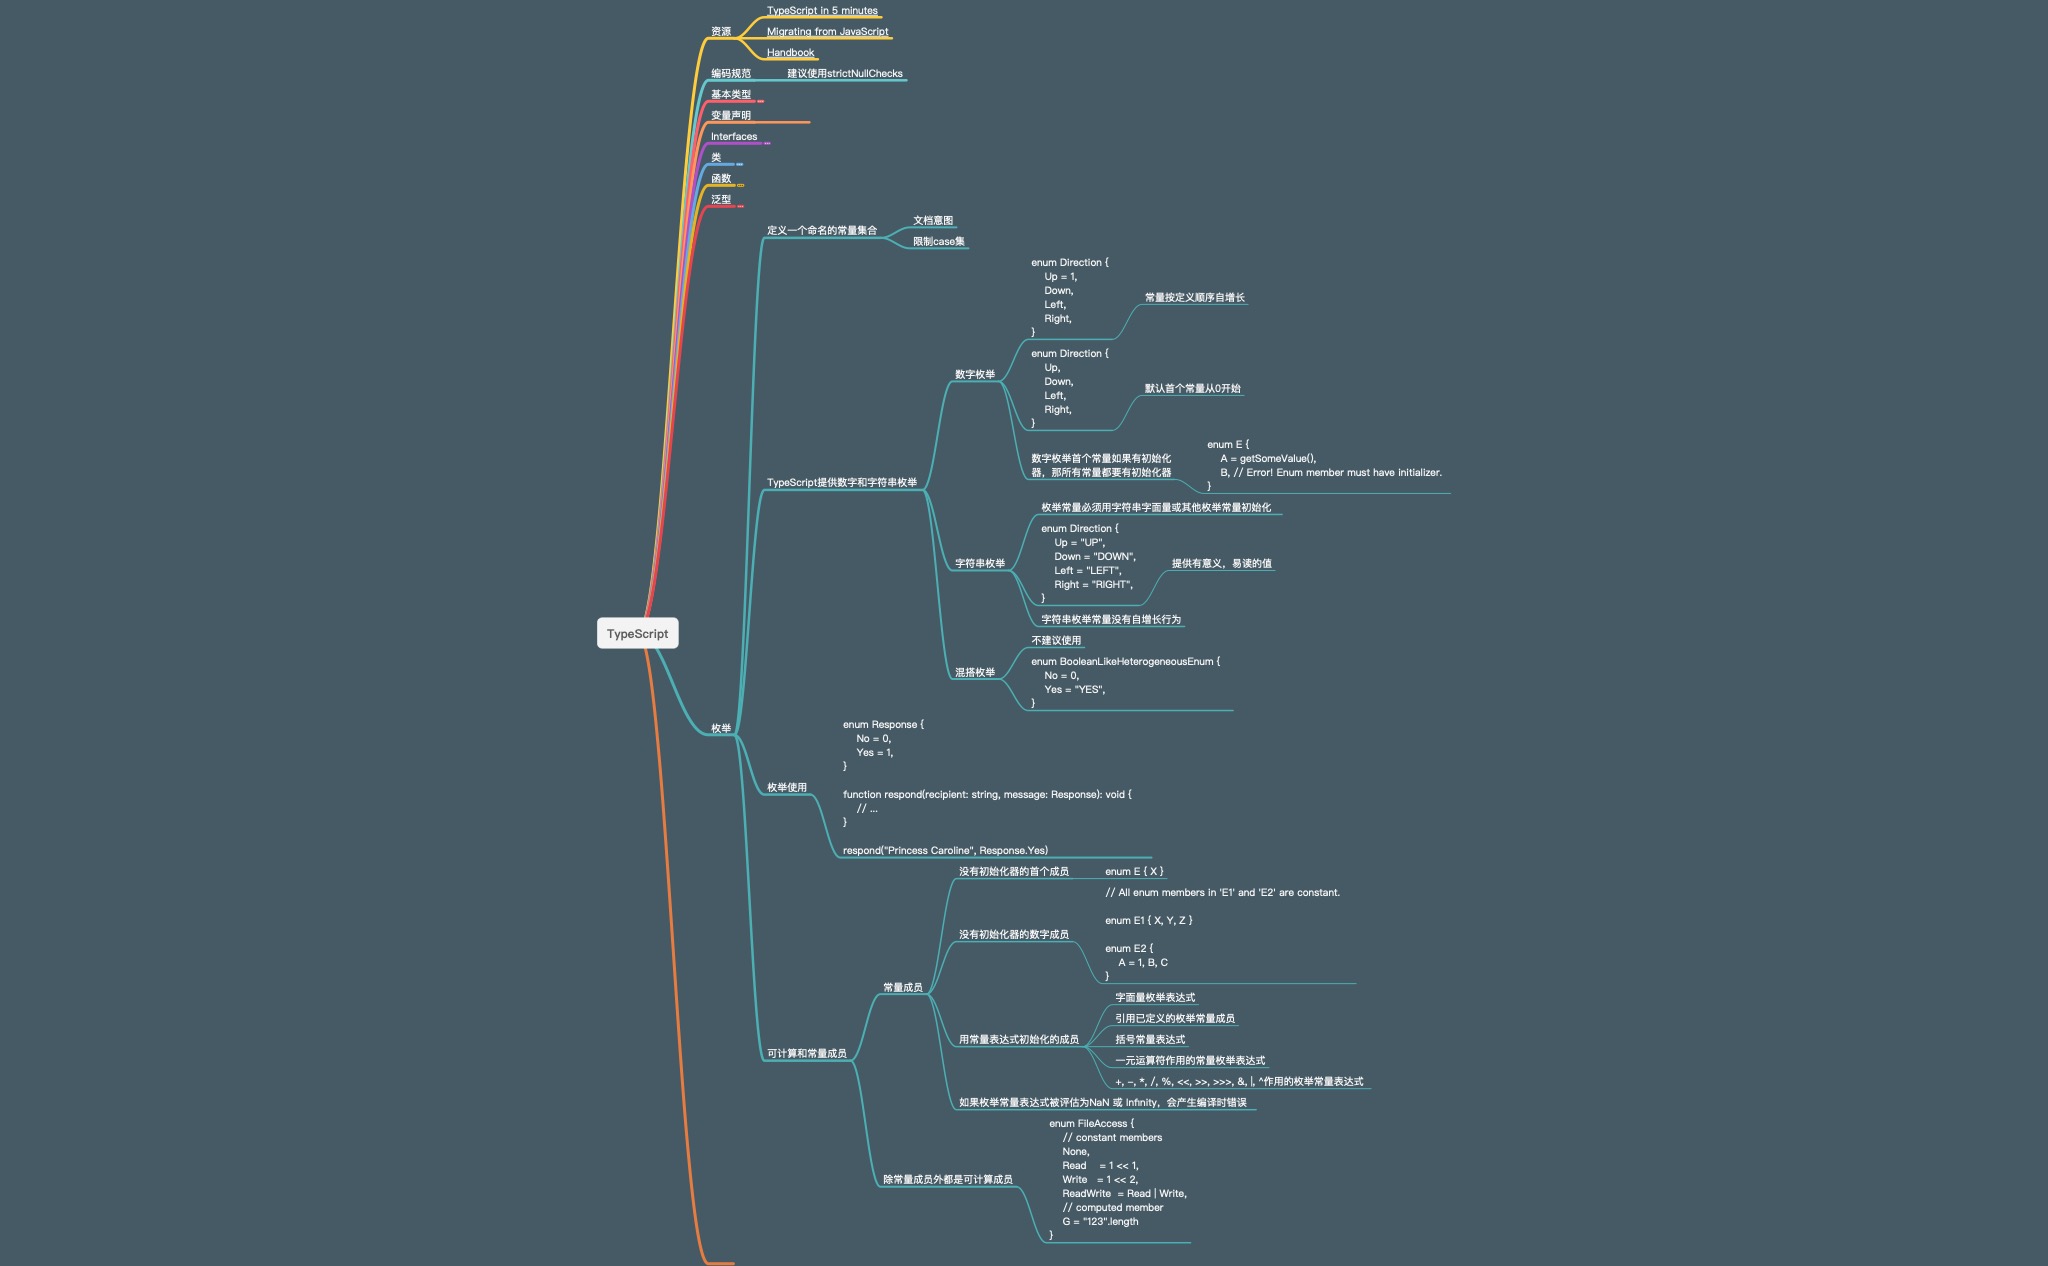 TypeScript
资源
TypeScript in 5 minutes
Migrating from JavaScript
Handbook
编码规范
建议使用strictNullChecks
基本类型
变量声明
Interfaces
类
函数
泛型
枚举
定义一个命名的常量集合
文档意图
限制case集
TypeScript提供数字和字符串枚举
数字枚举
enum Direction {
Up = 1,
Down,
Left,
Right,
}
常量按定义顺序自增长
enum Direction {
Up,
Down,
Left,
Right,
}
默认首个常量从0开始
数字枚举首个常量如果有初始化
器，那所有常量都要有初始化器
enum E {
A = getSomeValue(),
B, // Error! Enum member must have initializer.
}
字符串枚举
枚举常量必须用字符串字面量或其他枚举常量初始化
enum Direction {
Up = "UP",
Down = "DOWN",
Left = "LEFT",
Right = "RIGHT",
}
提供有意义，易读的值
字符串枚举常量没有自增长行为
混搭枚举
不建议使用
enum BooleanLikeHeterogeneousEnum {
No = 0,
Yes = "YES",
}
枚举使用
enum Response {
No = 0,
Yes = 1,
}
function respond(recipient: string, message: Response): void {
// ...
}
respond("Princess Caroline", Response.Yes)
可计算和常量成员
常量成员
没有初始化器的首个成员
enum E { X }
没有初始化器的数字成员
// All enum members in 'E1' and 'E2' are constant.
enum E1 { X, Y, Z }
enum E2 {
A = 1, B, C
}
用常量表达式初始化的成员
字面量枚举表达式
引用已定义的枚举常量成员
括号常量表达式
一元运算符作用的常量枚举表达式
+, –, *, /, %, <<, >>, >>>, &, |, ^作用的枚举常量表达式
如果枚举常量表达式被评估为NaN 或 Infinity，会产生编译时错误
除常量成员外都是可计算成员
enum FileAccess {
// constant members
None,
Read = 1 << 1,
Write = 1 << 2,
ReadWrite = Read | Write,
// computed member
G = "123".length
}